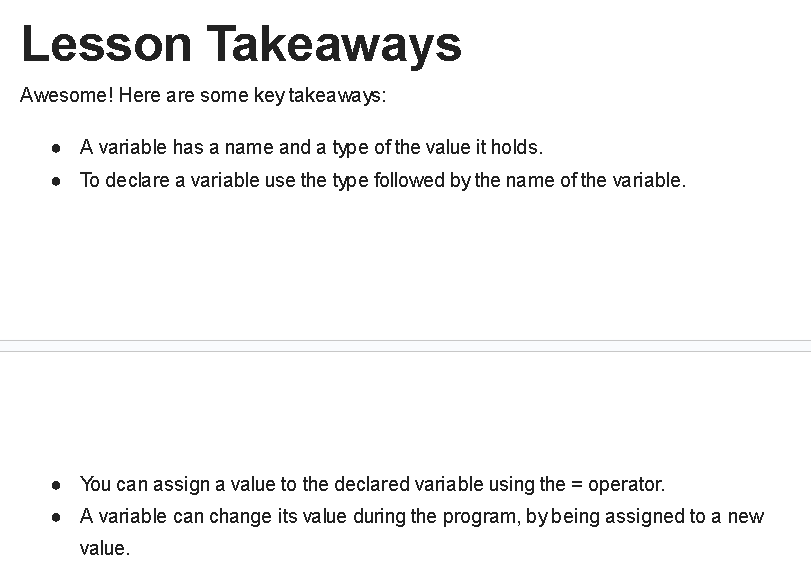 Lesson Takeaways
Awesome! Here are some key takeaways:
● A variable has a name and a type of the value it holds.
● To declare a variable use the type followed by the name of the variable.
● You can assign a value to the declared variable using the = operator.
● A variable can change its value during the program, by being assigned to a new
value.